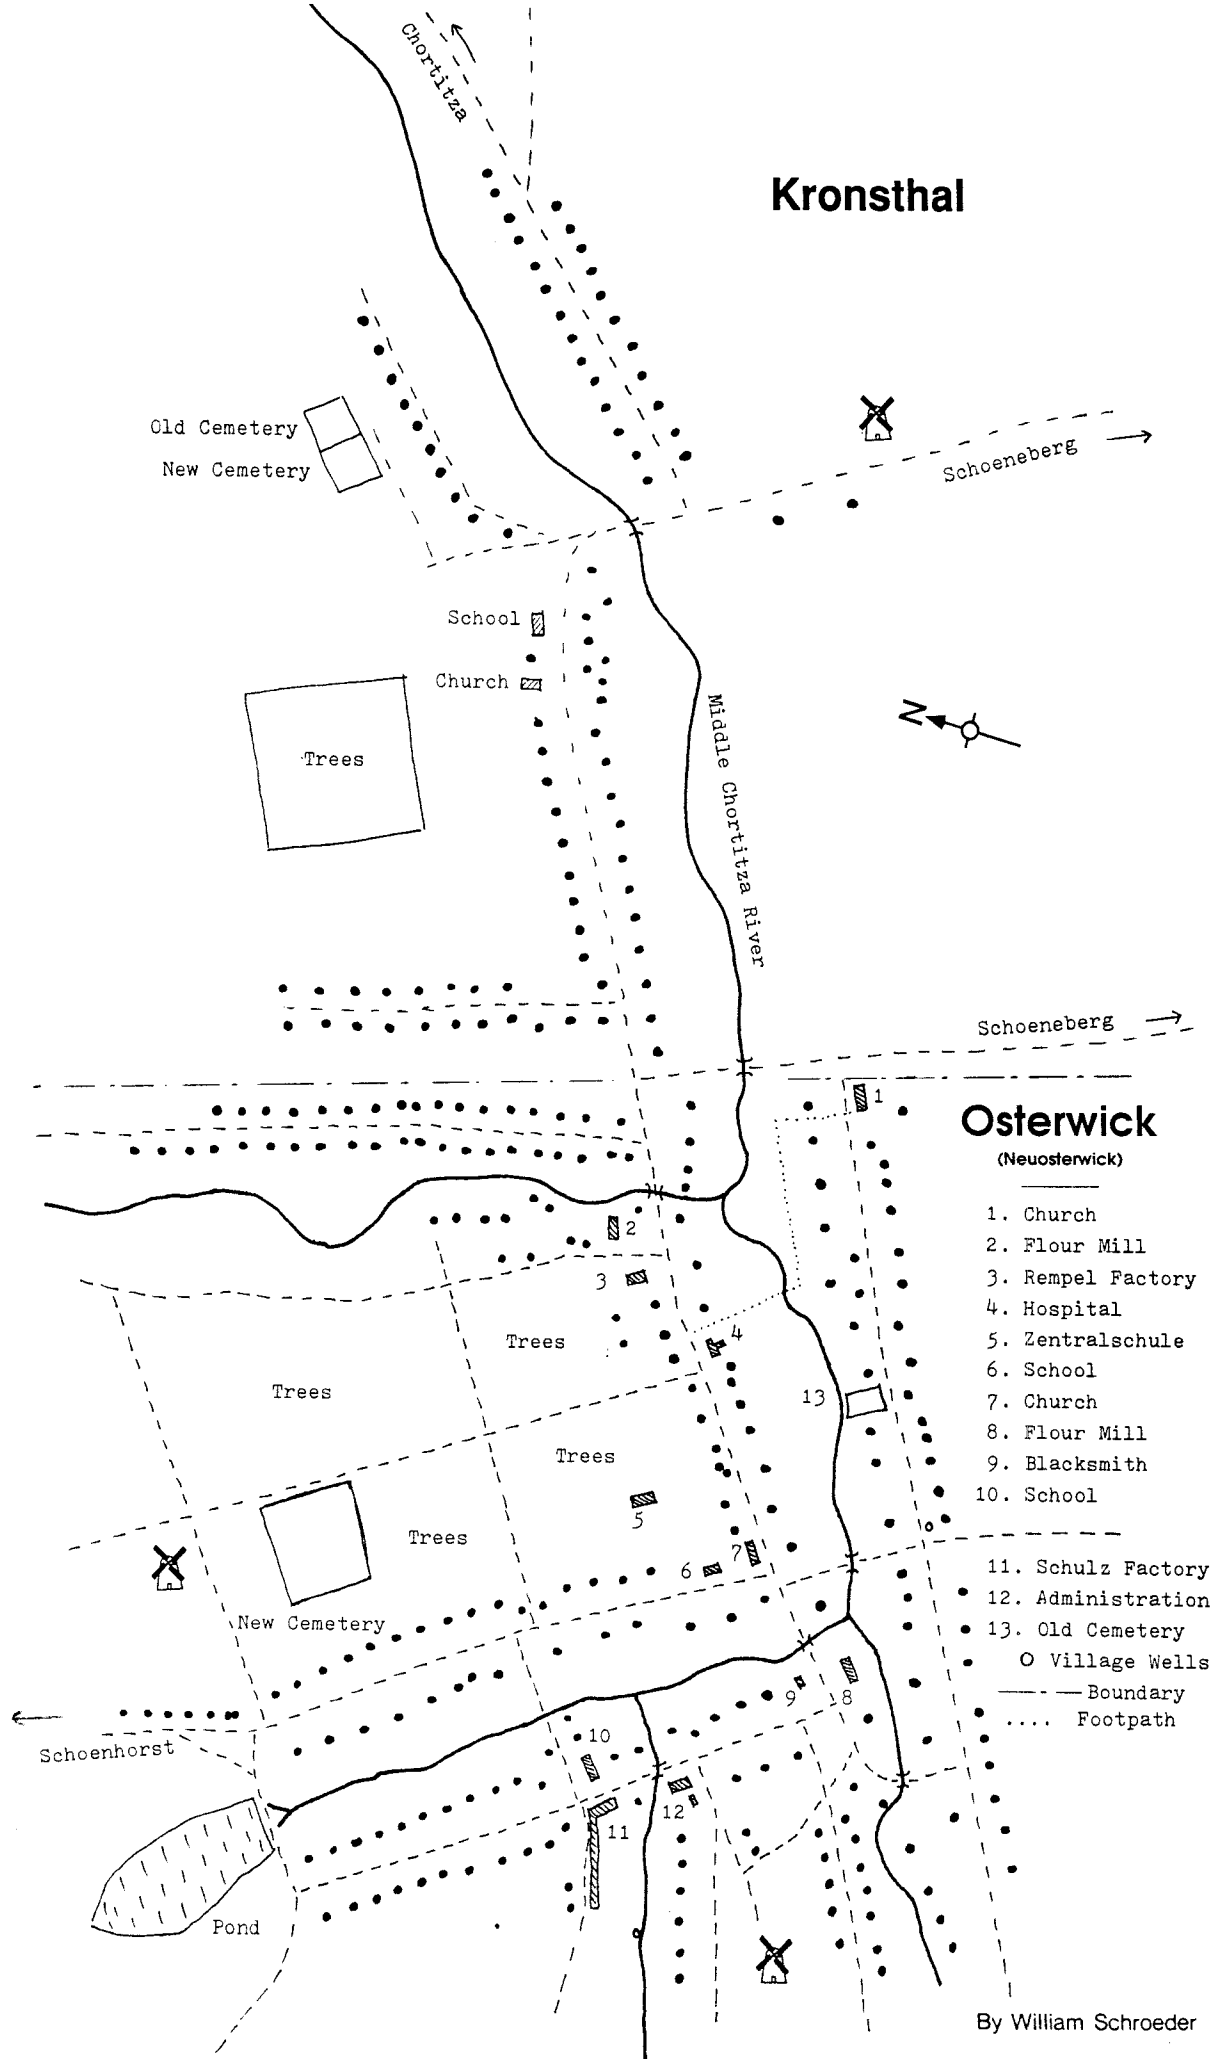 Chortitza
Kronsthal
Old Cemetery
New Cemetery
Schoeneberg
School
Church
Trees
N
Middle Chortitza River
Schoeneberg
1
Osterwick
(Neuosterwick)
1. Church
2. Flour Mill
3. Rempel Factory
4. Hospital
5. Zentralschule
6. School
7. Church
8. Flour Mill
9. Blacksmith
10. School
11. Schulz Factory
12. Administration
13. Old Cemetery
O Village Wells
Boundary
.... Footpath
2
3
4
Trees
Trees
13
Trees
5
Trees
7
6
New Cemetery
9
8
10
Schoenhorst
12
11
Pond
By William Schroeder